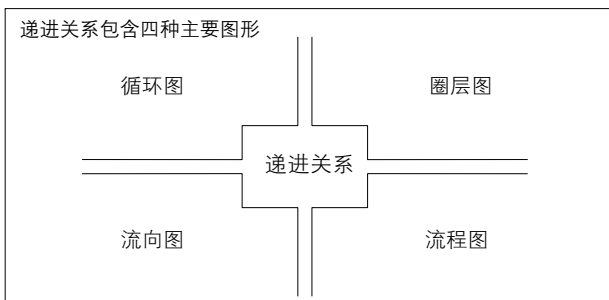 递进关系包含四种主要图形
循环图
圈层图
递进关系
流向图
流程图